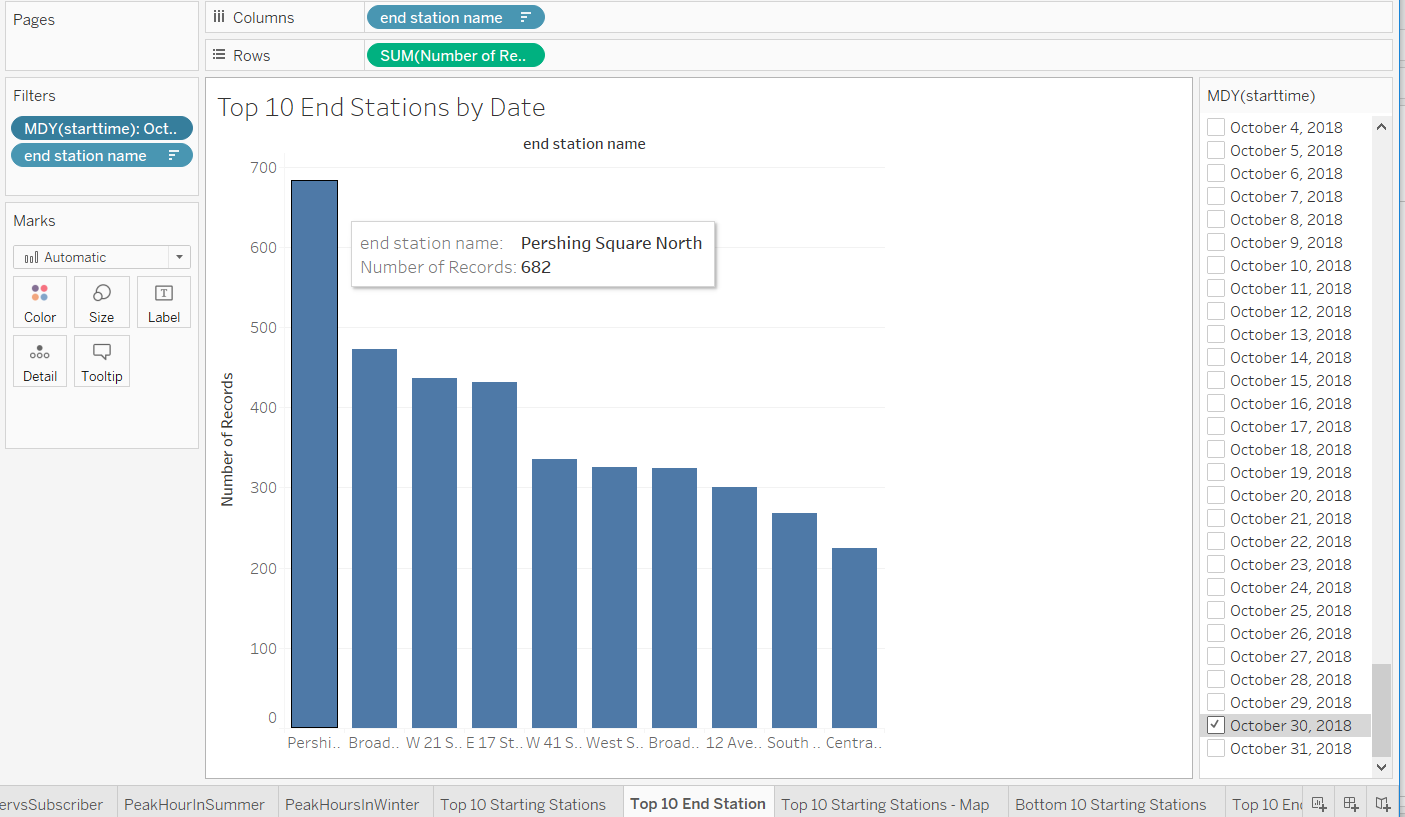 Pages
Columns
end station name
Rows
SUM(Number of Re..
Filters
MDY(starttime): Oct..
end station name
Marks
Automatic
Color
Size
Label
Detail
Tooltip
Top 10 End Stations by Date
end station name
700
600
500
400
300
200
100
0
Number of Records
end station name: Pershing Square North
Number of Records: 682
Pershi.. Broad.. W 21 S.. E 17 St.. W 41 S.. West S.. Broad.. 12 Ave.. South .. Centra..
MDY(starttime)
October 4, 2018
October 5, 2018
October 6, 2018
October 7, 2018
October 8, 2018
October 9, 2018
October 10, 2018
October 11, 2018
October 12, 2018
October 13, 2018
October 14, 2018
October 15, 2018
October 16, 2018
October 17, 2018
October 18, 2018
October 19, 2018
October 20, 2018
October 21, 2018
October 22, 2018
October 23, 2018
October 24, 2018
October 25, 2018
October 26, 2018
October 27, 2018
October 28, 2018
October 29, 2018
October 30, 2018
October 31, 2018
ervsSubscriber PeakHourInSummer PeakHoursInWinter Top 10 Starting Stations Top 10 End Station Top 10 Starting Stations - Map Bottom 10 Starting Stations Top 10 En